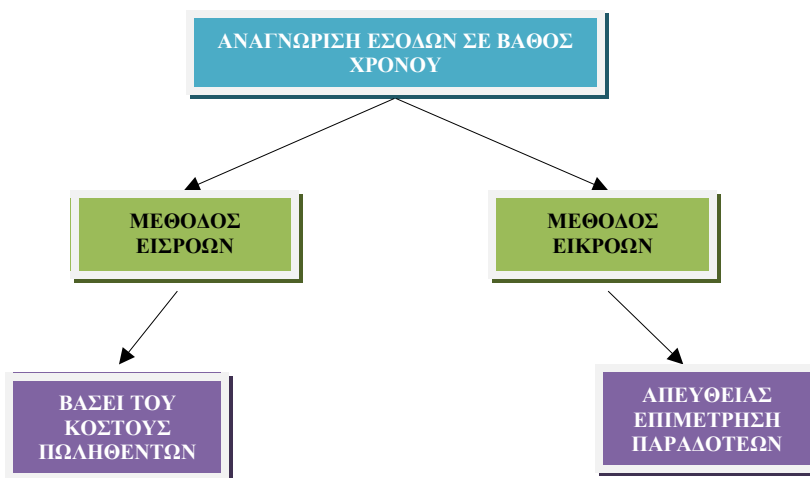 ΑΝΑΓΝΩΡΙΣΗ ΕΣΟΔΩΝ ΣΕ ΒΑΘΟΣ
ΧΡΟΝΟΥ
ΜΕΘΟΔΟΣ
ΕΙΣΡΟΩΝ
ΜΕΘΟΔΟΣ
ΕΙΚΡΟΩΝ
ΒΑΣΕΙ ΤΟΥ
ΚΟΣΤΟΥΣ
ΠΩΛΗΘΕΝΤΩΝ
ΑΠΕΥΘΕΙΑΣ
ΕΠΙΜΕΤΡΗΣΗ
ΠΑΡΑΔΟΤΕΩΝ